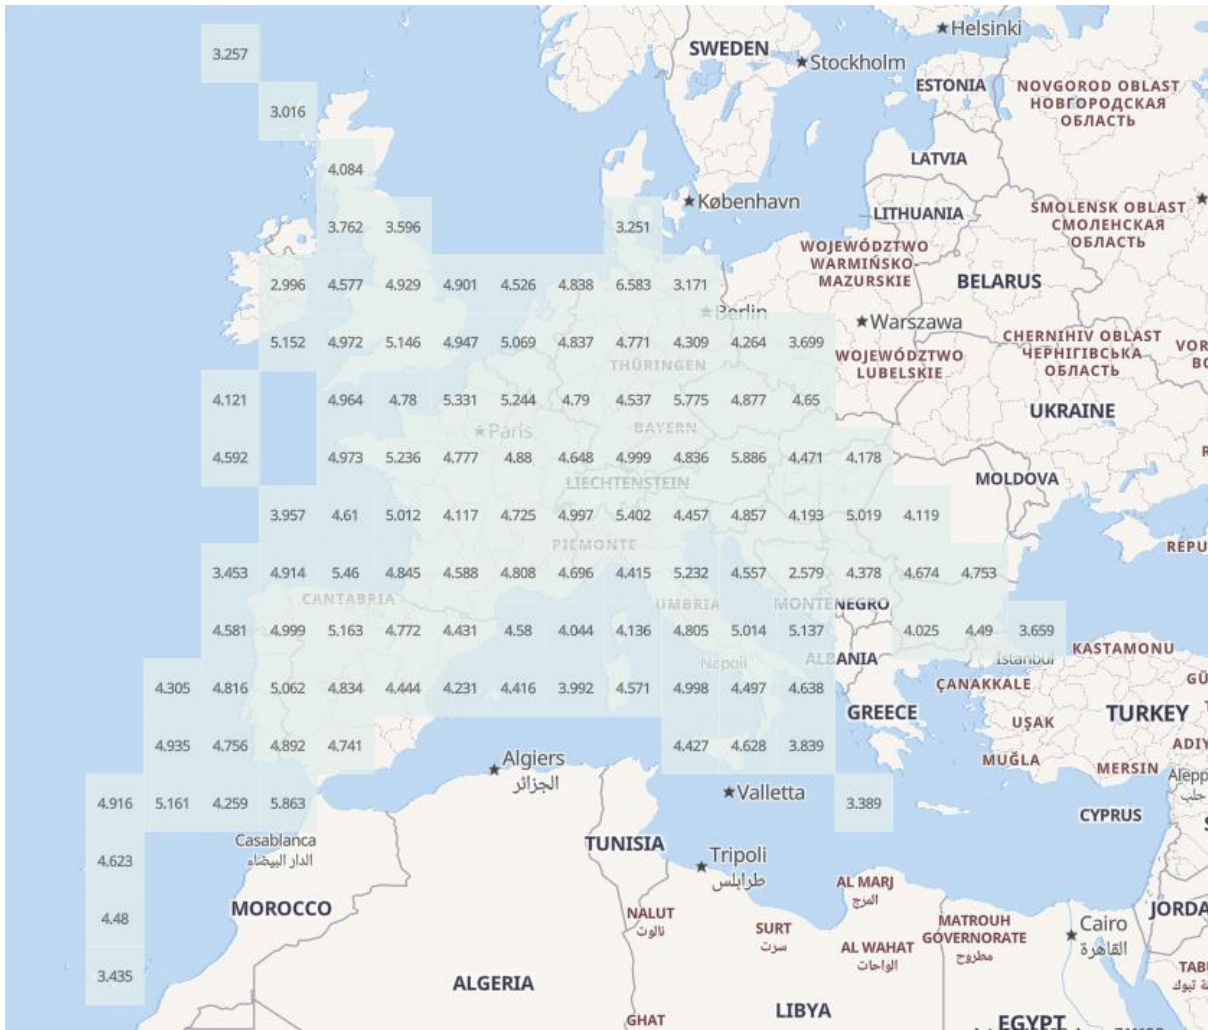 Helsinki
3.257
SWEDEN
Stockholm
ESTONIA
NOVGOROD OBLAST
НОВГОРОДСКАЯ
ОБЛАСТЬ
3.016
LATVIA
4.084
København
LITHUANIA
SMOLENSK OBLAST
СМОЛЕНСКАЯ
ОБЛАСТЬ
3.762 3.596 3.251
WOJEWÓDZTWO
WARMIŃSKO-
MAZURSKIE
BELARUS
2.996 4.577 4.929 4.901 4.526 4.838 6.583 3.171
Berlin
Warszawa
CHERNIHIV OBLAST
ЧЕРНІГІВСЬКА
ОБЛАСТЬ
5.152 4.972 5.146 4.947 5.069 4.837 4.771 4.309 4.264 3.699
THÜRINGEN
WOJEWÓDZTWO
LUBELSKIE
4.121 4.964 4.78 5.331 5.244 4.79 4.537 5.775 4.877 4.65
UKRAINE
Paris
BAYERN
4.592 4.973 5.236 4.777 4.88 4.648 4.999 4.836 5.886 4.471 4.178
LIECHTENSTEIN
MOLDOVA
3.957 4.61 5.012 4.117 4.725 4.997 5.402 4.457 4.857 4.193 5.019 4.119
PIEMONTE
REPU
3.453 4.914 5.46 4.845 4.588 4.808 4.696 4.415 5.232 4.557 2.579 4.378 4.674 4.753
CANTABRIA
UMBRIA
MONTENEGRO
4.581 4.999 5.163 4.772 4.431 4.58 4.044 4.136 4.805 5.014 5.137 4.025 4.49 3.659
KASTAMONU
Napoli
ALBANIA
İstanbul
4.305 4.816 5.062 4.834 4.444 4.231 4.416 3.992 4.571 4.998 4.497 4.638
ÇANAKKALE
GREECE
UŞAK
TURKEY
4.935 4.756 4.892 4.741 4.427 4.628 3.839
Algiers
الجزائر
MUĞLA
MERSIN
ADIY
Alepp
حلب
4.916 5.161 4.259 5.863
Valletta
3.389
CYPRUS
Casablanca
الدار البيضاء
TUNISIA
4.623
Tripoli
طرابلس
AL MARJ
المرج
MOROCCO
4.48
NALUT
نالوت
SURT
سرت
MATROUH
GOVERNORATE
مطروح
Cairo
القاهرة
JORDA
AL WAHAT
الواحات
3.435
ALGERIA
LIBYA
GHAT
EGYPT